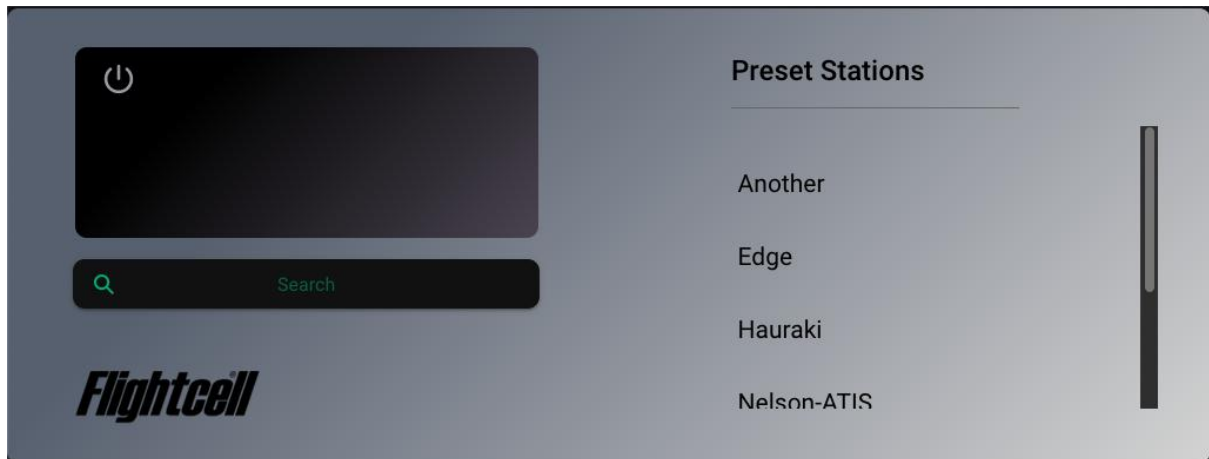 Preset Stations
Another
Edge
Search
Hauraki
Flightcell
Nelson-ATIS